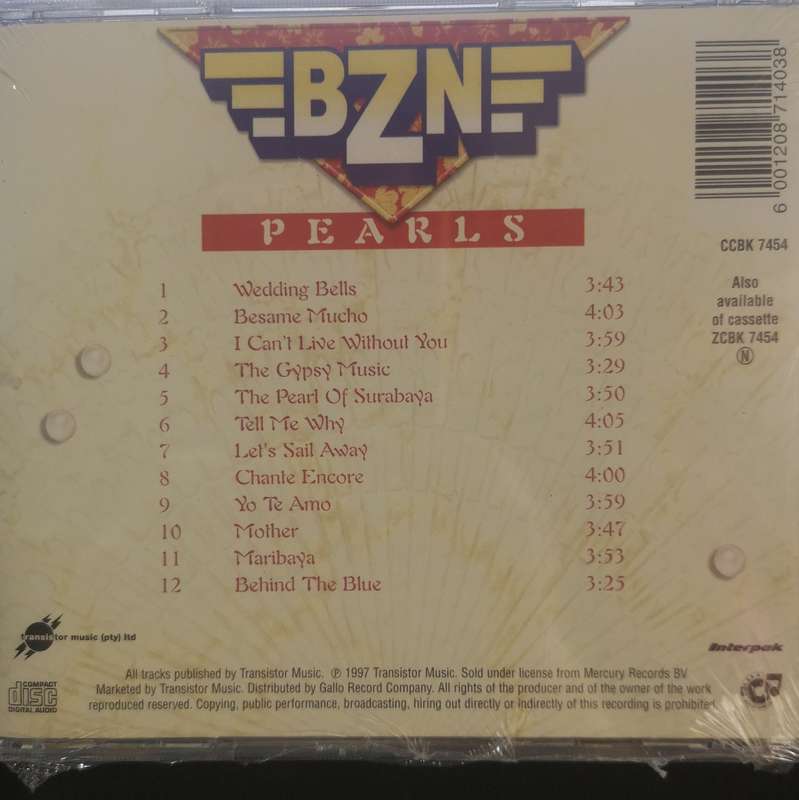 BZN
PEARLS
6 001208 714038
CCBK 7454
Also
available
of cassette
ZCBK 7454
N
1 Wedding Bells 3:43
2 Besame Mucho 4:03
3 I Can't Live Without You 3:59
4 The Gypsy Music 3:29
5 The Pearl Of Surabaya 3:50
6 Tell Me Why 4:05
7 Let's Sail Away 3:51
8 Chante Encore 4:00
9 Yo Te Amo 3:59
10 Mother 3:47
11 Maribaya 3:53
12 Behind The Blue 3:25
transistor music (pty) ltd
Interpak
COMPACT
disc
DIGITAL AUDIO
All tracks published by Transistor Music. ℗ 1997 Transistor Music. Sold under license from Mercury Records BV
Marketed by Transistor Music. Distributed by Gallo Record Company. All rights of the producer and of the owner of the work
reproduced reserved. Copying, public performance, broadcasting, hiring out directly or Indirectly of this recording is prohibited.